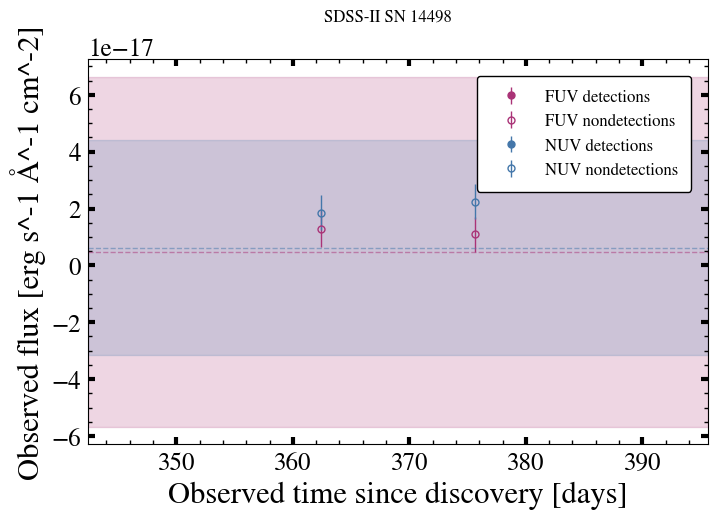 SDSS-II SN 14498
1e−17
FUV detections
FUV nondetections
NUV detections
NUV nondetections
6
4
2
0
−2
−4
−6
Observed flux [erg s^-1 Å^-1 cm^-2]
350 360 370 380 390
Observed time since discovery [days]